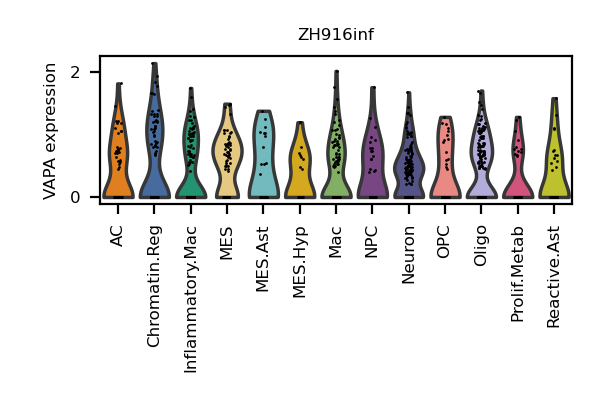 ZH916inf
VAPA expression
2
0
AC
Chromatin.Reg
Inflammatory.Mac
MES
MES.Ast
MES.Hyp
Mac
NPC
Neuron
OPC
Oligo
Prolif.Metab
Reactive.Ast